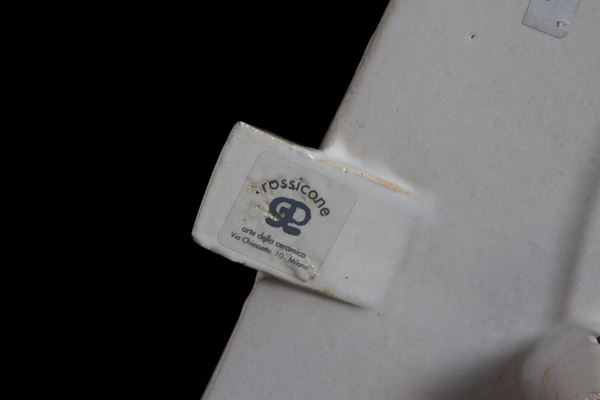 rossicone
arte della ceramica
Via Chiossetto 10 Milano